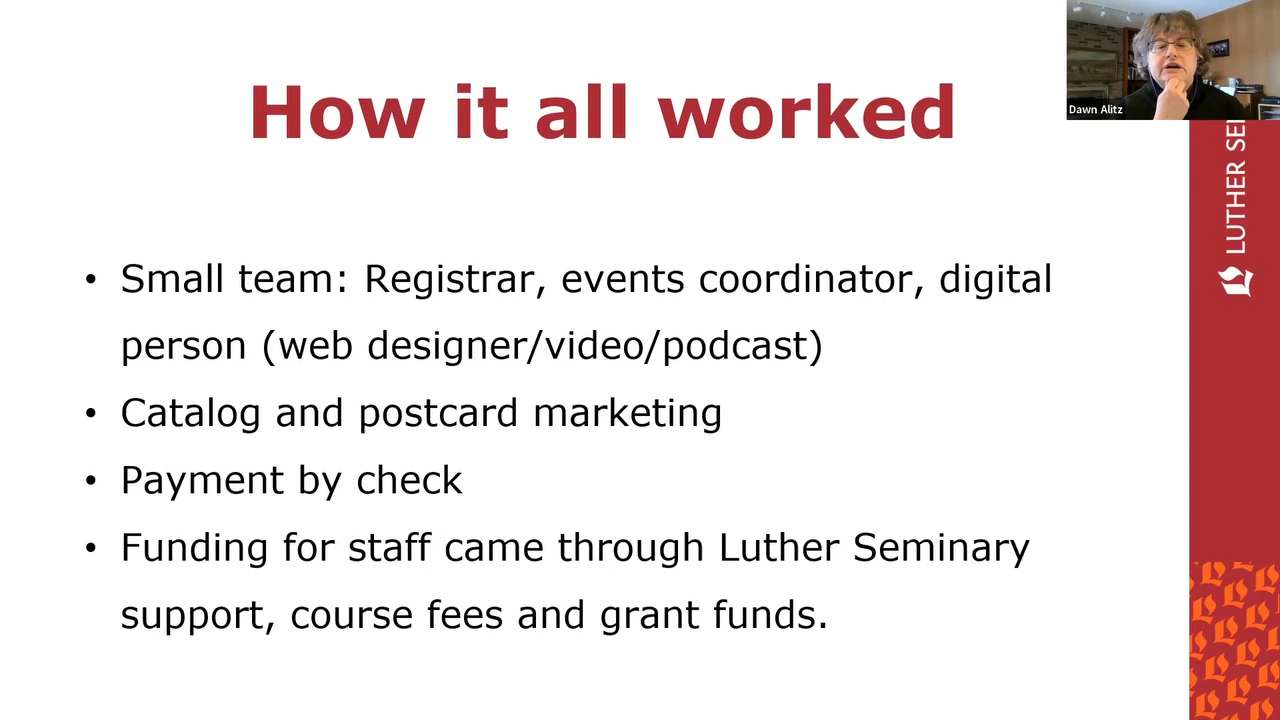 How it all worked
Dawn Alitz
• Small team: Registrar, events coordinator, digital
person (web designer/video/podcast)
• Catalog and postcard marketing
• Payment by check
• Funding for staff came through Luther Seminary
support, course fees and grant funds.
LUTHER